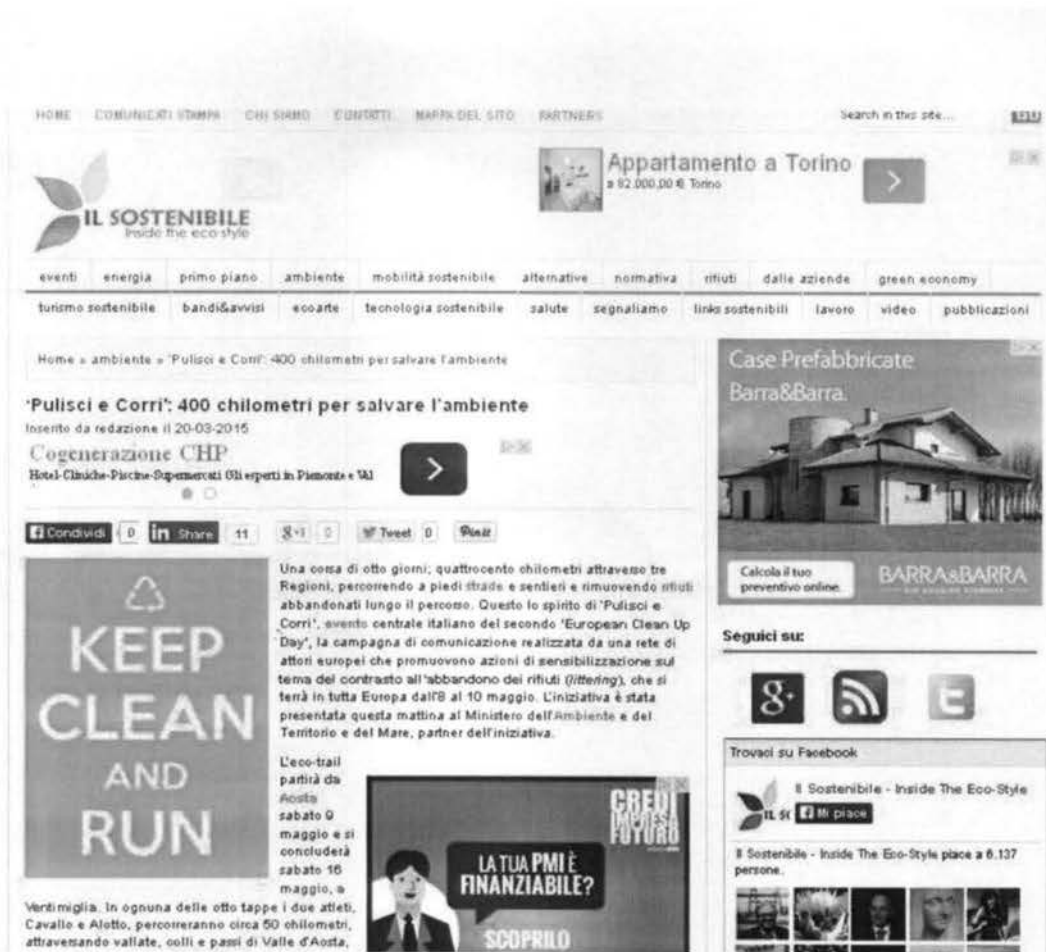 HOME COMUNICATI STAMPA CHI SIAMO CONTATTI MAPPA DEL SITO PARTNERS Search in this site... GO
Appartamento a Torino
a 82.000,00 € Torino
IL SOSTENIBILE
Inside the eco-style
eventi energia primo piano ambiente mobilità sostenibile alternative normativa rifiuti dalle aziende green economy
turismo sostenibile bandi&avvisi ecoarte tecnologia sostenibile salute segnaliamo links sostenibili lavoro video pubblicazioni
Home » ambiente » 'Pulisci e Corri': 400 chilometri per salvare l'ambiente
'Pulisci e Corri': 400 chilometri per salvare l'ambiente
Inserito da redazione il 20-03-2015
Cogenerazione CHP
Hotel-Cliniche-Piscine-Supermercati Gli esperti in Piemonte e Val
Condividi 0 in Share 11 g+1 0 Tweet 0 Pin it
KEEP
CLEAN
AND
RUN
Una corsa di otto giorni; quattrocento chilometri attraverso tre
Regioni, percorrendo a piedi strade e sentieri e rimuovendo rifiuti
abbandonati lungo il percorso. Questo lo spirito di 'Pulisci e
Corri', evento centrale italiano del secondo 'European Clean Up
Day', la campagna di comunicazione realizzata da una rete di
attori europei che promuovono azioni di sensibilizzazione sul
tema del contrasto all'abbandono dei rifiuti (littering), che si
terrà in tutta Europa dall'8 al 10 maggio. L'iniziativa è stata
presentata questa mattina al Ministero dell'Ambiente e del
Territorio e del Mare, partner dell'iniziativa.
L'eco-trail
partirà da
Aosta
sabato 9
maggio e si
concluderà
sabato 16
maggio, a
Ventimiglia. In ognuna delle otto tappe i due atleti,
Cavallo e Alotto, percorreranno circa 50 chilometri,
attraversando vallate, colli e passi di Valle d'Aosta,
CREDI
IMPRESA
FUTURO
LA TUA PMI È
FINANZIABILE?
SCOPRILO
Case Prefabbricate
Barra&Barra.
Calcola il tuo
preventivo online.
BARRA&BARRA
Seguici su:
g+
t
Trovaci su Facebook
Il Sostenibile - Inside The Eco-Style
IL SO Mi piace
Il Sostenibile - Inside The Eco-Style piace a 6.137
persone.